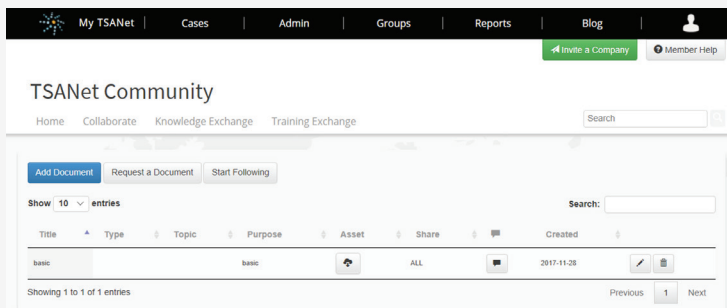 My TSANet | Cases | Admin | Groups | Reports | Blog |
Invite a Company Member Help
TSANet Community
Home Collaborate Knowledge Exchange Training Exchange Search
Add Document Request a Document Start Following
Show 10 entries Search:
Title Type Topic Purpose Asset Share Created
basic basic ALL 2017-11-28
Showing 1 to 1 of 1 entries Previous 1 Next